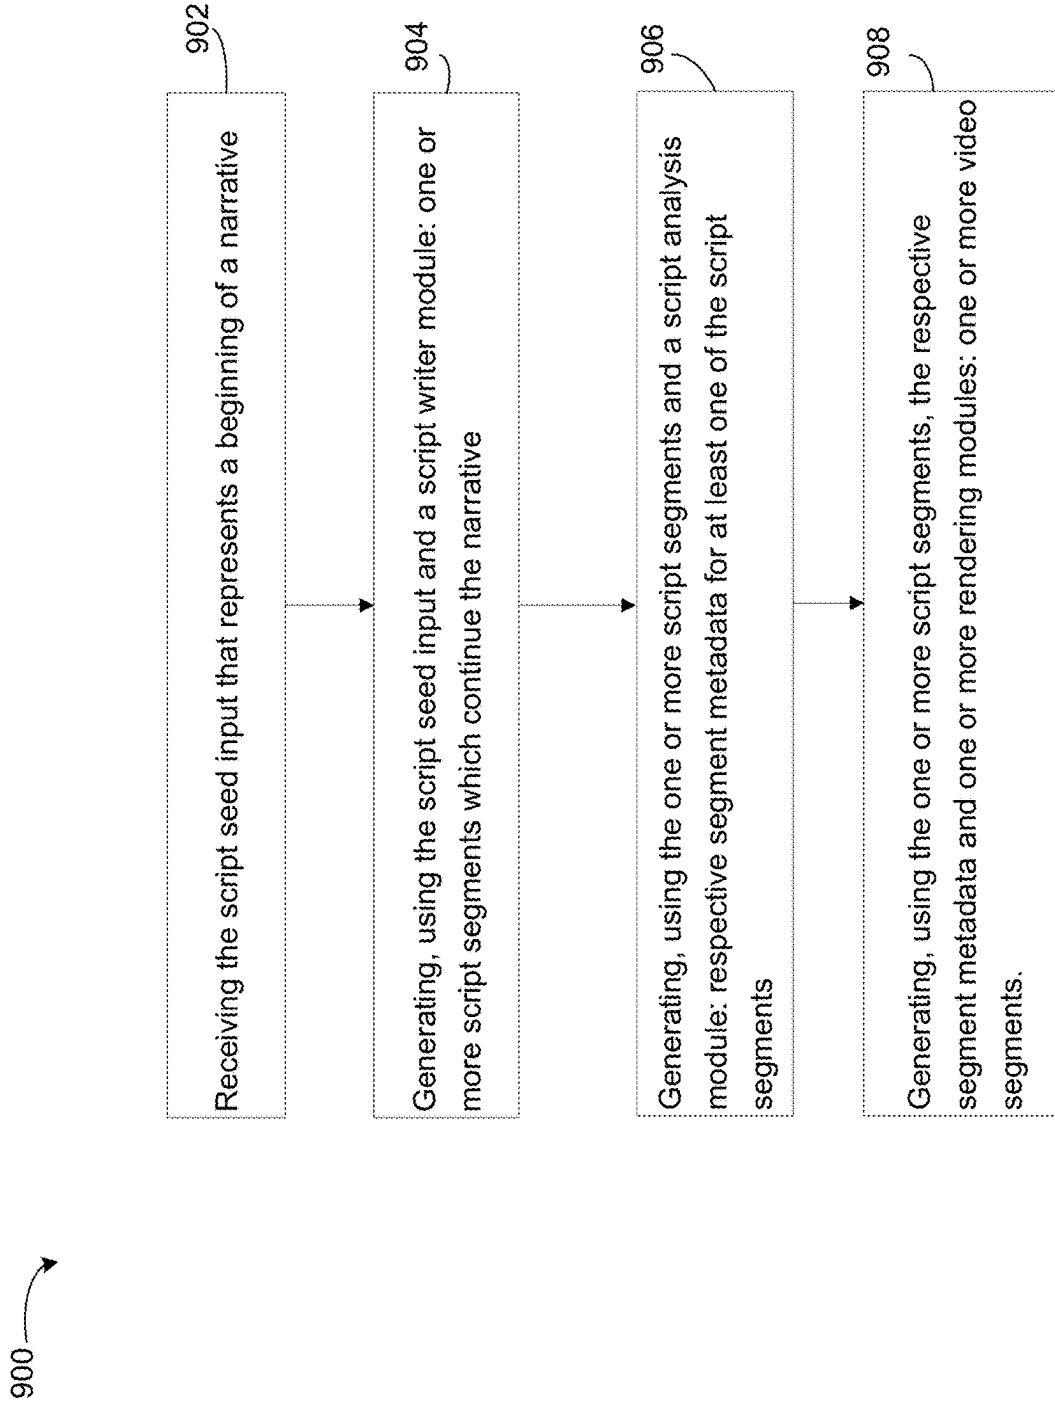 900
902
Receiving the script seed input that represents a beginning of a narrative
904
Generating, using the script seed input and a script writer module: one or
more script segments which continue the narrative
906
Generating, using the one or more script segments and a script analysis
module: respective segment metadata for at least one of the script
segments
908
Generating, using the one or more script segments, the respective
segment metadata and one or more rendering modules: one or more video
segments.